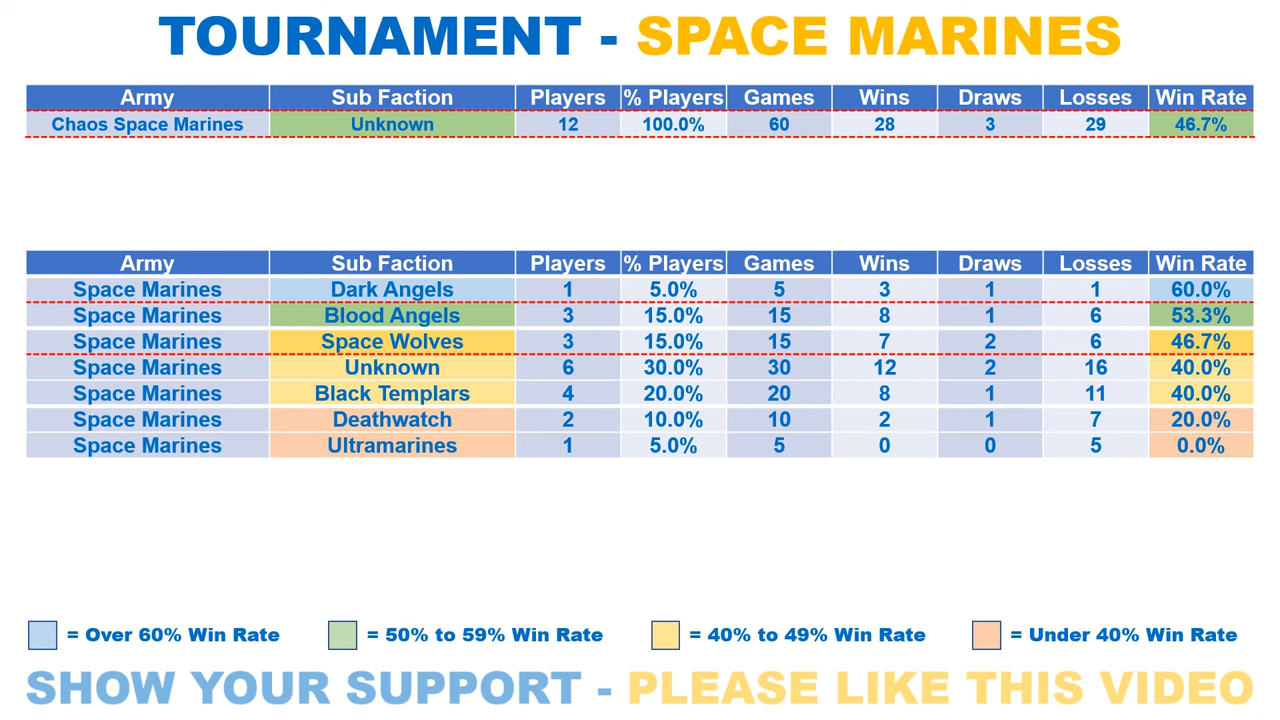 TOURNAMENT - SPACE MARINES
Army Sub Faction Players % Players Games Wins Draws Losses Win Rate
Chaos Space Marines Unknown 12 100.0% 60 28 3 29 46.7%
Army Sub Faction Players % Players Games Wins Draws Losses Win Rate
Space Marines Dark Angels 1 5.0% 5 3 1 1 60.0%
Space Marines Blood Angels 3 15.0% 15 8 1 6 53.3%
Space Marines Space Wolves 3 15.0% 15 7 2 6 46.7%
Space Marines Unknown 6 30.0% 30 12 2 16 40.0%
Space Marines Black Templars 4 20.0% 20 8 1 11 40.0%
Space Marines Deathwatch 2 10.0% 10 2 1 7 20.0%
Space Marines Ultramarines 1 5.0% 5 0 0 5 0.0%
= Over 60% Win Rate = 50% to 59% Win Rate = 40% to 49% Win Rate = Under 40% Win Rate
SHOW YOUR SUPPORT - PLEASE LIKE THIS VIDEO